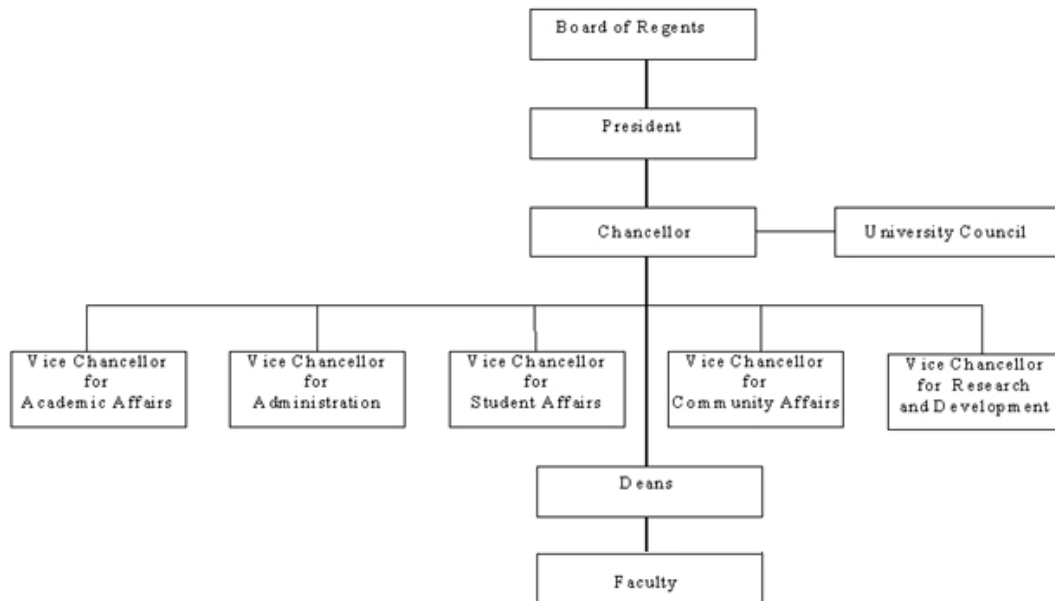 Board of Regents
President
Chancellor
University Council
Vice Chancellor
for
Academic Affairs
Vice Chancellor
for
Administration
Vice Chancellor
for
Student Affairs
Vice Chancellor
for
Community Affairs
Vice Chancellor
for Research
and Development
Deans
Faculty